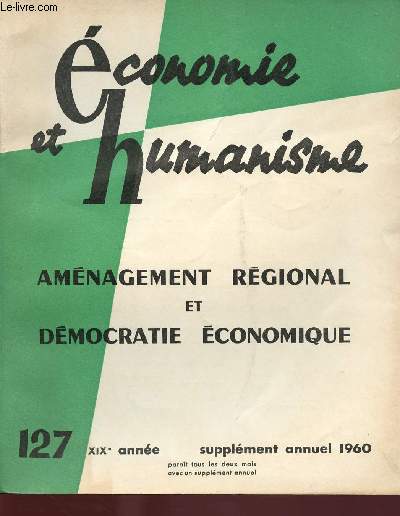 Le-livre.com
économie
et humanisme
AMÉNAGEMENT RÉGIONAL
ET
DÉMOCRATIE ÉCONOMIQUE
127 XIXe année supplément annuel 1960
paraît tous les deux mois
avec un supplément annuel